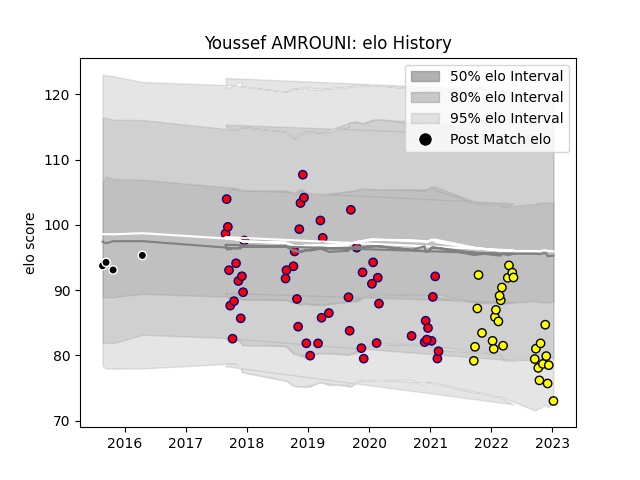 Youssef AMROUNI: elo History
50% elo Interval
80% elo Interval
95% elo Interval
Post Match elo
elo score
120
110
100
90
80
70
2016 2017 2018 2019 2020 2021 2022 2023